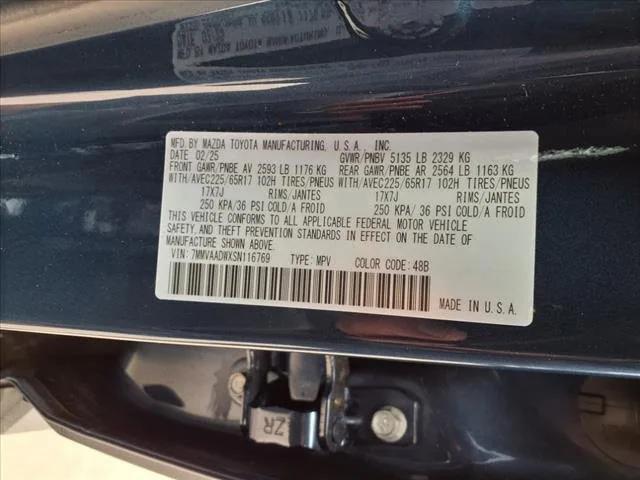 MFD. BY MAZDA TOYOTA MANUFACTURING, U.S.A., INC.
DATE 02/25 GVWR/PNBV 5135 LB 2329 KG
FRONT GAWR/PNBE AV 2593 LB 1176 KG REAR GAWR/PNBE AR 2564 LB 1163 KG
WITH/AVEC225/65R17 102H TIRES/PNEUS WITH/AVEC225/65R17 102H TIRES/PNEUS
17X7J RIMS/JANTES 17X7J RIMS/JANTES
250 KPA/36 PSI COLD/A FROID 250 KPA/36 PSI COLD/A FROID
THIS VEHICLE CONFORMS TO ALL APPLICABLE FEDERAL MOTOR VEHICLE
SAFETY, AND THEFT PREVENTION STANDARDS IN EFFECT ON THE DATE OF
MANUFACTURE SHOWN ABOVE.
VIN: 7MMVAADWXSN116769 TYPE: MPV COLOR CODE: 48B
MADE IN U.S.A.
ZR